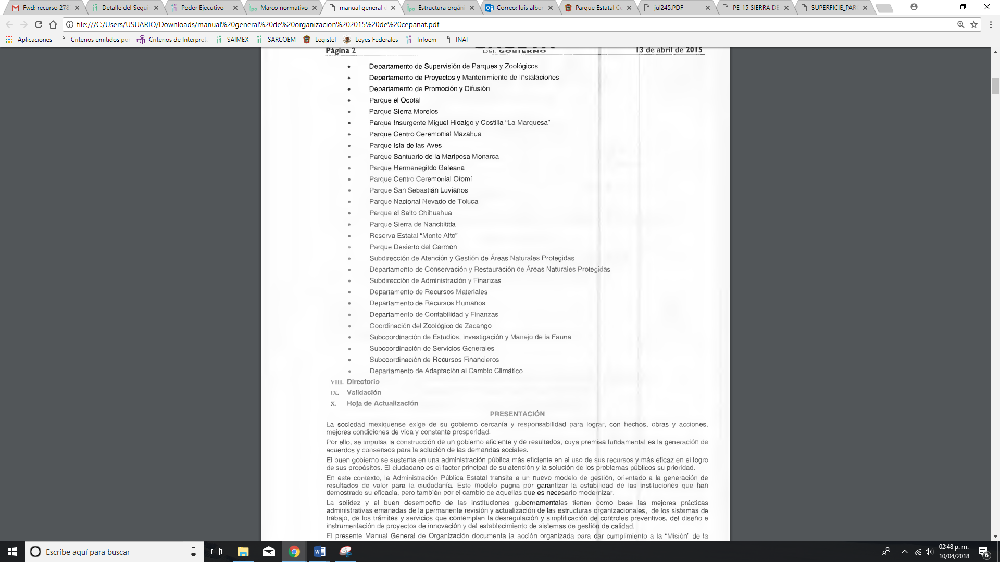 Fwd: recurso 278
Detalle del Segui
Poder Ejecutivo
Marco normativo
manual general d
Estructura orgáni
Correo: luis alber
Parque Estatal Ce
jul245.PDF
PE-15 SIERRA DE
SUPERFICIE_PAR
file:///C:/Users/USUARIO/Downloads/manual%20general%20de%20organizacion%202015%20de%20cepanaf.pdf
Aplicaciones
Criterios emitidos po
Criterios de Interpret
SAIMEX
SARCOEM
Legistel
Leyes Federales
Infoem
INAI
Página 2
DEL GOBIERNO
13 de abril de 2015
• Departamento de Supervisión de Parques y Zoológicos
• Departamento de Proyectos y Mantenimiento de Instalaciones
• Departamento de Promoción y Difusión
• Parque el Ocotal
• Parque Sierra Morelos
• Parque Insurgente Miguel Hidalgo y Costilla “La Marquesa”
• Parque Centro Ceremonial Mazahua
• Parque Isla de las Aves
• Parque Santuario de la Mariposa Monarca
• Parque Hermenegildo Galeana
• Parque Centro Ceremonial Otomí
• Parque San Sebastián Luvianos
• Parque Nacional Nevado de Toluca
• Parque el Salto Chihuahua
• Parque Sierra de Nanchititla
• Reserva Estatal “Monte Alto”
• Parque Desierto del Carmen
• Subdirección de Atención y Gestión de Áreas Naturales Protegidas
• Departamento de Conservación y Restauración de Áreas Naturales Protegidas
• Subdirección de Administración y Finanzas
• Departamento de Recursos Materiales
• Departamento de Recursos Humanos
• Departamento de Contabilidad y Finanzas
• Coordinación del Zoológico de Zacango
• Subcoordinación de Estudios, Investigación y Manejo de la Fauna
• Subcoordinación de Servicios Generales
• Subcoordinación de Recursos Financieros
• Departamento de Adaptación al Cambio Climático
VIII. Directorio
IX. Validación
X. Hoja de Actualización
PRESENTACIÓN
La sociedad mexiquense exige de su gobierno cercanía y responsabilidad para lograr, con hechos, obras y acciones,
mejores condiciones de vida y constante prosperidad.
Por ello, se impulsa la construcción de un gobierno eficiente y de resultados, cuya premisa fundamental es la generación de
acuerdos y consensos para la solución de las demandas sociales.
El buen gobierno se sustenta en una administración pública más eficiente en el uso de sus recursos y más eficaz en el logro
de sus propósitos. El ciudadano es el factor principal de su atención y la solución de los problemas públicos su prioridad.
En este contexto, la Administración Pública Estatal transita a un nuevo modelo de gestión, orientado a la generación de
resultados de valor para la ciudadanía. Este modelo pugna por garantizar la estabilidad de las instituciones que han
demostrado su eficacia, pero también por el cambio de aquellas que es necesario modernizar.
La solidez y el buen desempeño de las instituciones gubernamentales tienen como base las mejores prácticas
administrativas emanadas de la permanente revisión y actualización de las estructuras organizacionales, de los sistemas de
trabajo, de los trámites y servicios que contemplan la desregulación y simplificación de controles preventivos, del diseño e
instrumentación de proyectos de innovación y del establecimiento de sistemas de gestión de calidad.
El presente Manual General de Organización documenta la acción organizada para dar cumplimiento a la “Misión” de la
Escribe aquí para buscar
02:48 p. m.
10/04/2018
6